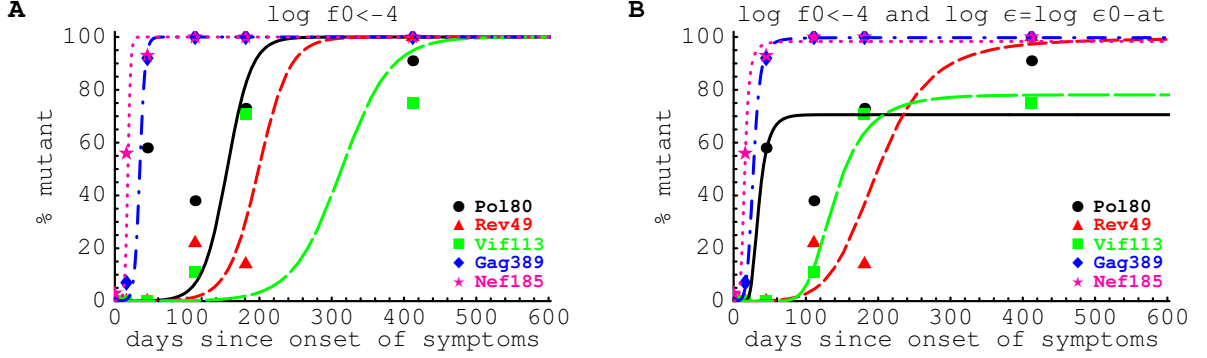 A
log f0<-4
% mutant
100
80
60
40
20
0
0 100 200 300 400 500 600
days since onset of symptoms
Pol80
Rev49
Vif113
Gag389
Nef185
B
log f0<-4 and log ϵ=log ϵ0-at
% mutant
100
80
60
40
20
0
0 100 200 300 400 500 600
days since onset of symptoms
Pol80
Rev49
Vif113
Gag389
Nef185